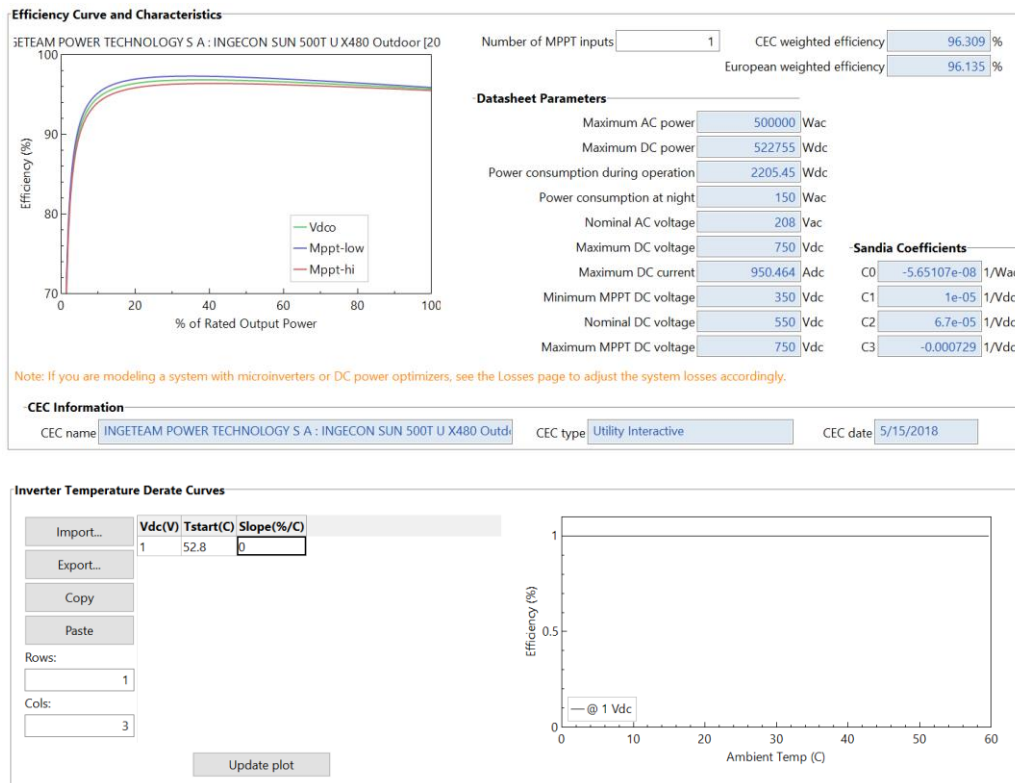 Efficiency Curve and Characteristics
GETEAM POWER TECHNOLOGY S A : INGECON SUN 500T U X480 Outdoor [20
100
90
80
70
Efficiency (%)
Vdco
Mppt-low
Mppt-hi
0 20 40 60 80 100
% of Rated Output Power
Number of MPPT inputs 1
CEC weighted efficiency 96.309 %
European weighted efficiency 96.135 %
Datasheet Parameters
Maximum AC power 500000 Wac
Maximum DC power 522755 Wdc
Power consumption during operation 2205.45 Wdc
Power consumption at night 150 Wac
Nominal AC voltage 208 Vac
Maximum DC voltage 750 Vdc
Maximum DC current 950.464 Adc
Minimum MPPT DC voltage 350 Vdc
Nominal DC voltage 550 Vdc
Maximum MPPT DC voltage 750 Vdc
Sandia Coefficients
C0 -5.65107e-08 1/Wac
C1 1e-05 1/Vdc
C2 6.7e-05 1/Vdc
C3 -0.000729 1/Vdc
Note: If you are modeling a system with microinverters or DC power optimizers, see the Losses page to adjust the system losses accordingly.
CEC Information
CEC name INGETEAM POWER TECHNOLOGY S A : INGECON SUN 500T U X480 Outd
CEC type Utility Interactive
CEC date 5/15/2018
Inverter Temperature Derate Curves
Import...
Export...
Copy
Paste
Rows:
1
Cols:
3
Vdc(V) Tstart(C) Slope(%/C)
1 52.8 0
Update plot
1
0.5
0
Efficiency (%)
@ 1 Vdc
0 10 20 30 40 50 60
Ambient Temp (C)